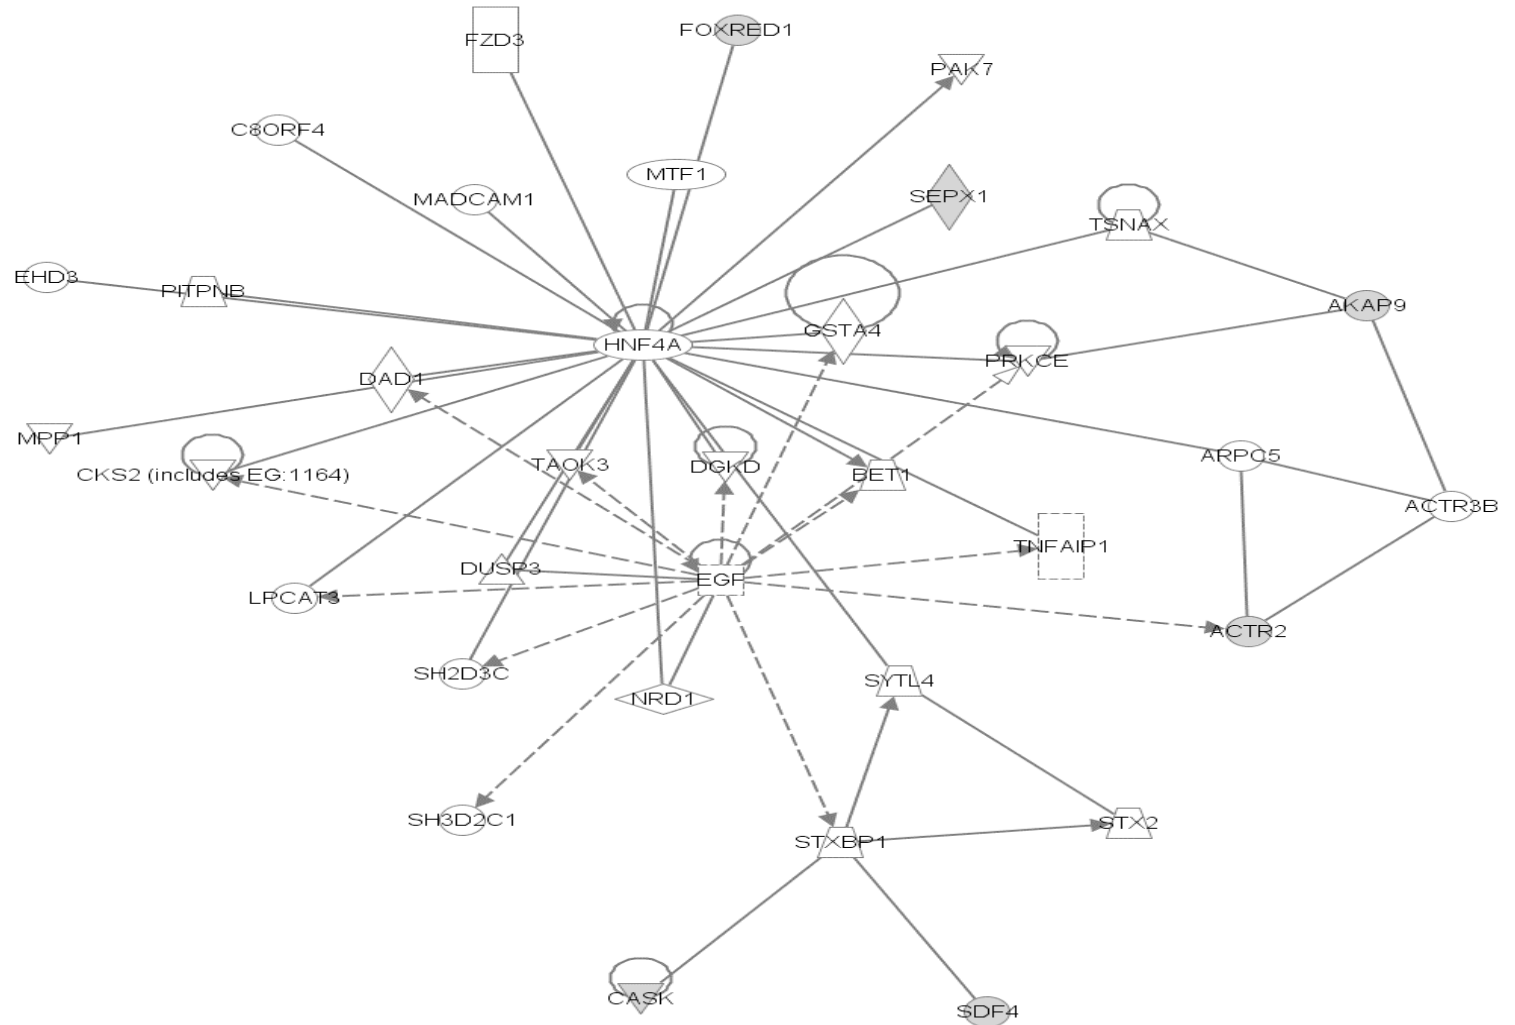 FZD3
FOXRED1
PAK7
C8ORF4
MTF1
MADCAM1
SEPX1
TSNAX
EHD3
PITPNB
AKAP9
GSTA4
HNF4A
PRKCE
DAD1
MPP1
CKS2 (includes EG:1164)
TAOK3
DGKD
BET1
ARPC5
ACTR3B
TNFAIP1
DUSP3
EGF
LPCAT3
ACTR2
SH2D3C
SYTL4
NRD1
SH3D2C1
STX2
STXBP1
CASK
SDF4